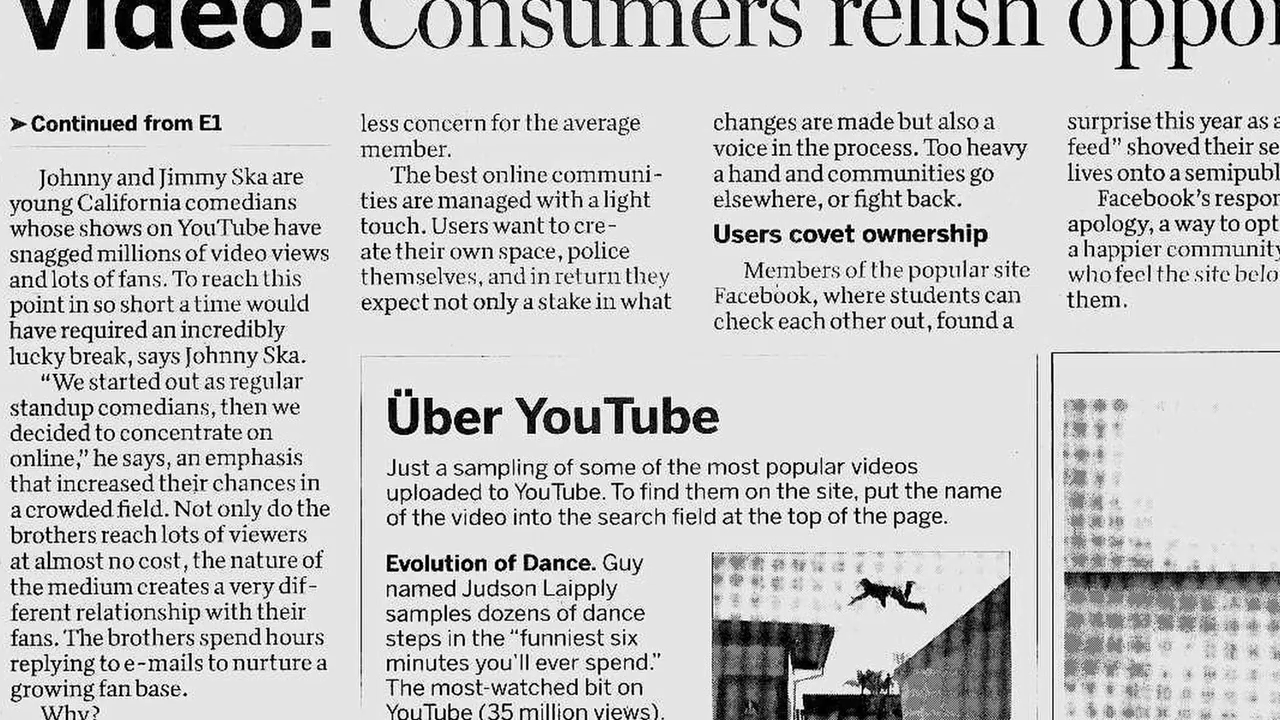 Video: Consumers relish
➤Continued from E1
Johnny and Jimmy Ska are
young California comedians
whose shows on YouTube have
snagged millions of video views
and lots of fans. To reach this
point in so short a time would
have required an incredibly
lucky break, says Johnny Ska.
“We started out as regular
standup comedians, then we
decided to concentrate on
online,” he says, an emphasis
that increased their chances in
a crowded field. Not only do the
brothers reach lots of viewers
at almost no cost, the nature of
the medium creates a very dif-
ferent relationship with their
fans. The brothers spend hours
replying to e-mails to nurture a
growing fan base.
Why?
less concern for the average
member.
The best online communi-
ties are managed with a light
touch. Users want to cre-
ate their own space, police
themselves, and in return they
expect not only a stake in what
changes are made but also a
voice in the process. Too heavy
a hand and communities go
elsewhere, or fight back.
Users covet ownership
Members of the popular site
Facebook, where students can
check each other out, found a
surprise this year as a
feed” shoved their
lives onto a
Facebook’s
apology, a way to
a happier community
who feel the site
them.
Über YouTube
Just a sampling of some of the most popular videos
uploaded to YouTube. To find them on the site, put the name
of the video into the search field at the top of the page.
Evolution of Dance. Guy
named Judson Laipply
samples dozens of dance
steps in the “funniest six
minutes you’ll ever spend.”
The most-watched bit on
YouTube (35 million views).